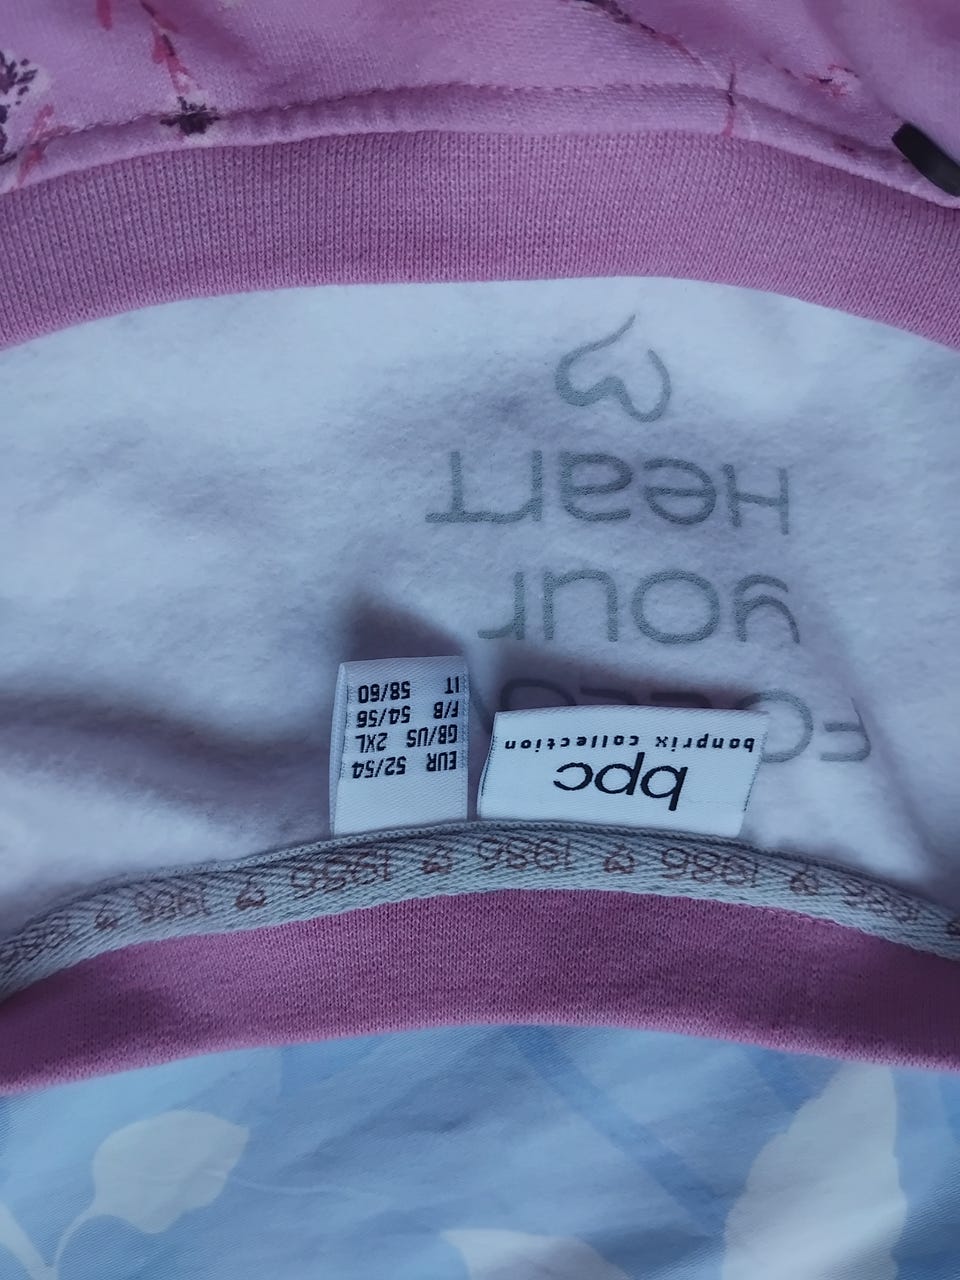 bpc
bonprix collection
EUR 52/54
GB/US 2XL
F/B 54/56
IT 58/60
your
Heart
1986 1986 1986 1986